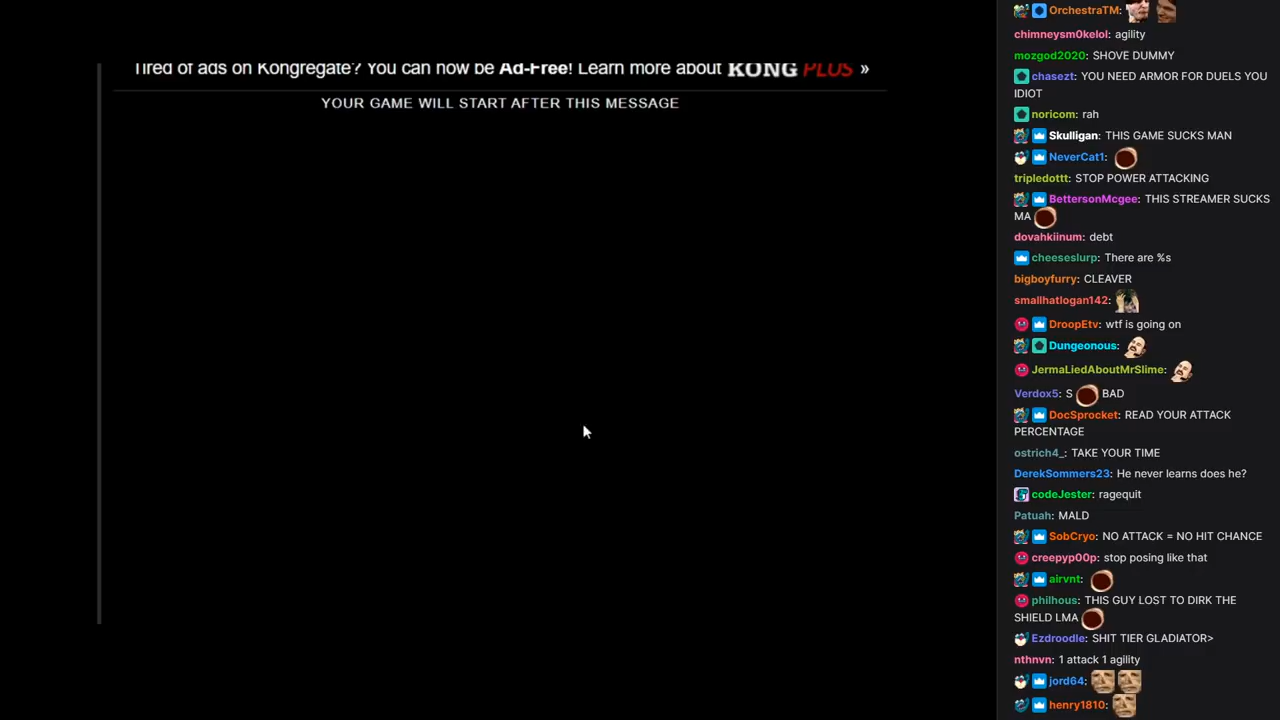 Tired of ads on Kongregate? You can now be Ad-Free! Learn more about KONG PLUS »
YOUR GAME WILL START AFTER THIS MESSAGE
OrchestraTM:
chimneysm0kelol: agility
mozgod2020: SHOVE DUMMY
chasezt: YOU NEED ARMOR FOR DUELS YOU
IDIOT
noricom: rah
Skulligan: THIS GAME SUCKS MAN
NeverCat1:
tripledottt: STOP POWER ATTACKING
BettersonMcgee: THIS STREAMER SUCKS
MA
dovahkiinum: debt
cheeseslurp: There are %s
bigboyfurry: CLEAVER
smallhatlogan142:
DroopEtv: wtf is going on
Dungeonous:
JermaLiedAboutMrSlime:
Verdox5: S BAD
DocSprocket: READ YOUR ATTACK
PERCENTAGE
ostrich4_: TAKE YOUR TIME
DerekSommers23: He never learns does he?
codeJester: ragequit
Patuah: MALD
SobCryo: NO ATTACK = NO HIT CHANCE
creepyp00p: stop posing like that
airvnt:
philhous: THIS GUY LOST TO DIRK THE
SHIELD LMA
Ezdroodle: SHIT TIER GLADIATOR>
nthnvn: 1 attack 1 agility
jord64:
henry1810: